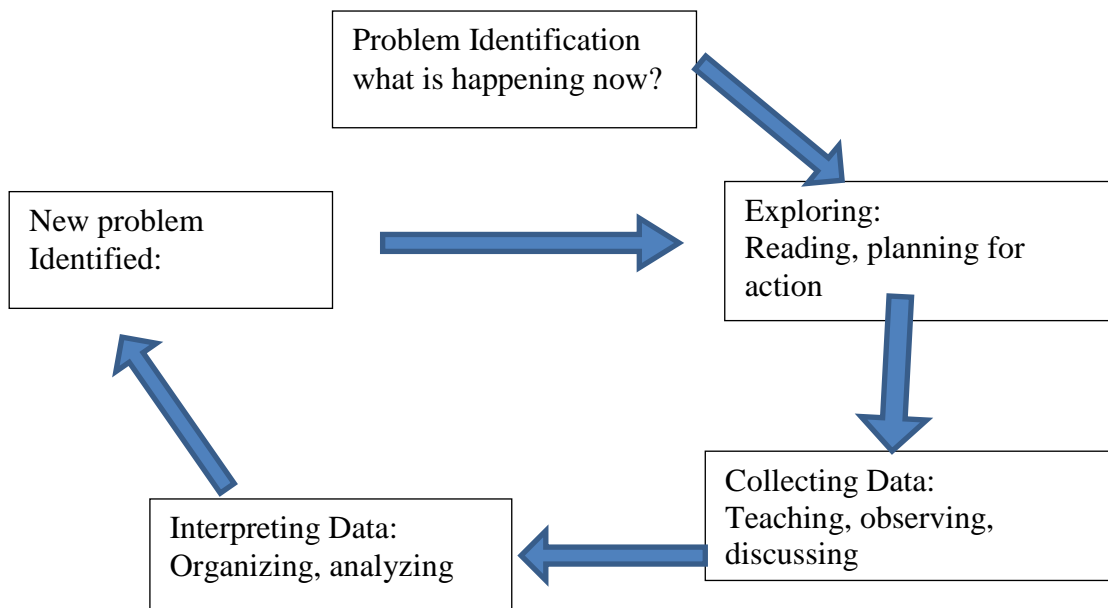 Problem Identification
what is happening now?
New problem
Identified:
Exploring:
Reading, planning for
action
Collecting Data:
Teaching, observing,
discussing
Interpreting Data:
Organizing, analyzing